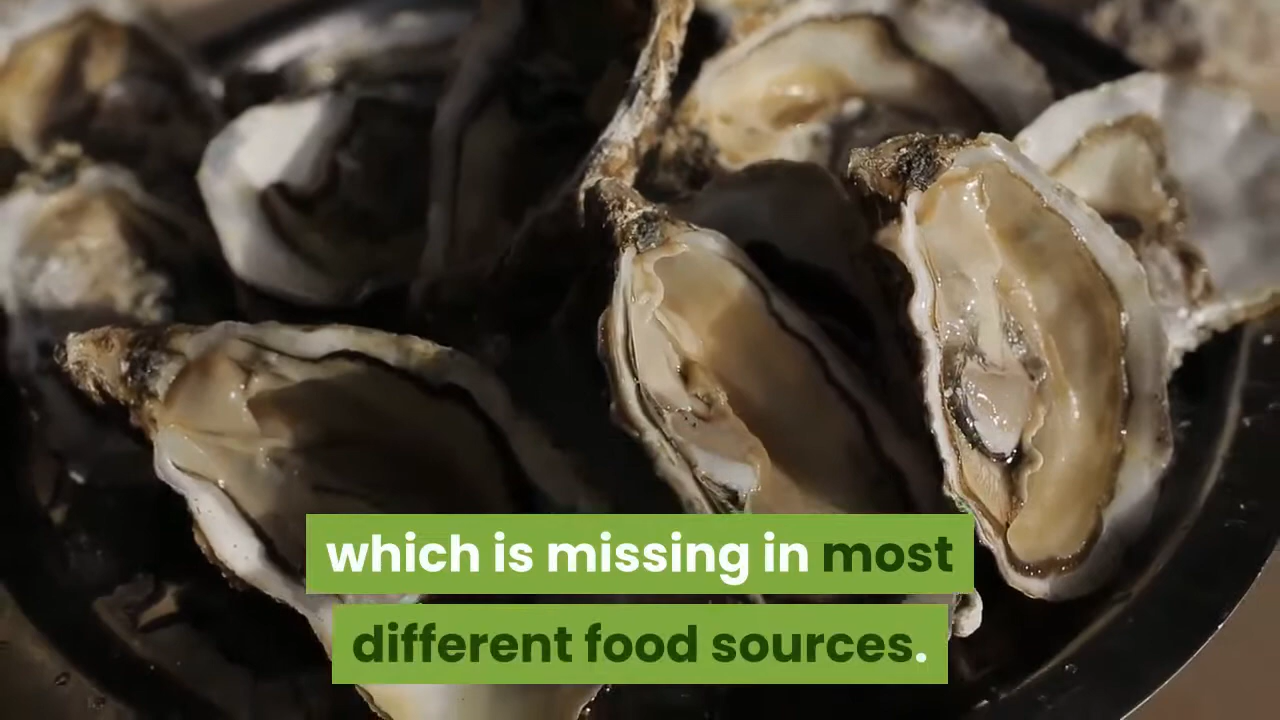 which is missing in most
different food sources.